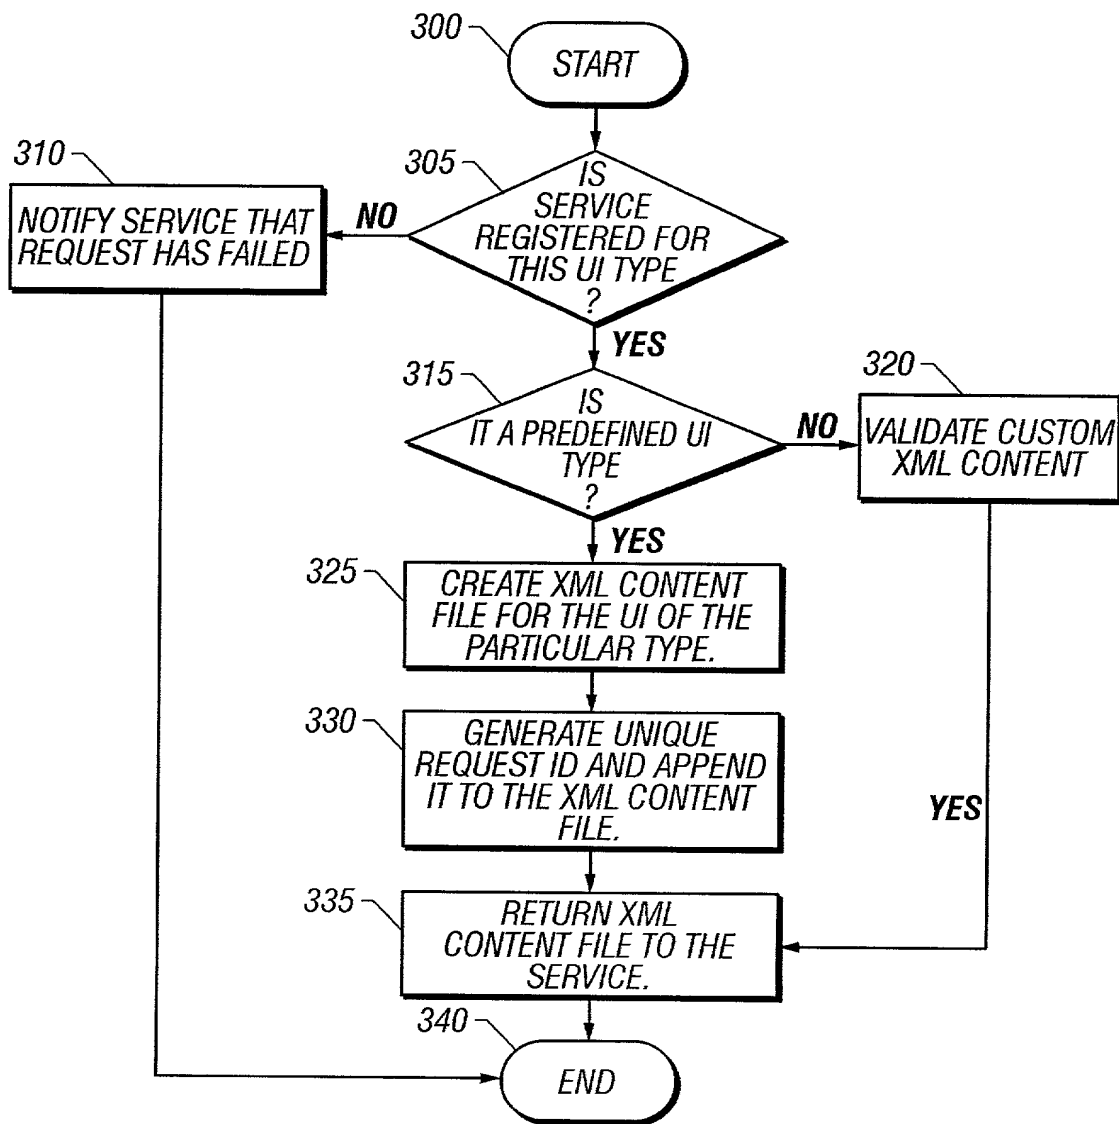 300
START
305
IS
SERVICE
REGISTERED FOR
THIS UI TYPE
?
NO
310
NOTIFY SERVICE THAT
REQUEST HAS FAILED
YES
315
IS
IT A PREDEFINED UI
TYPE
?
NO
320
VALIDATE CUSTOM
XML CONTENT
YES
325
CREATE XML CONTENT
FILE FOR THE UI OF THE
PARTICULAR TYPE.
330
GENERATE UNIQUE
REQUEST ID AND APPEND
IT TO THE XML CONTENT
FILE.
YES
335
RETURN XML
CONTENT FILE TO THE
SERVICE.
340
END